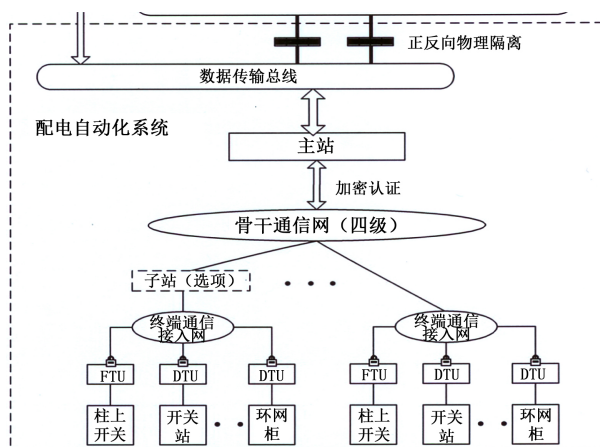 正反向物理隔离
数据传输总线
配电自动化系统
主站
加密认证
骨干通信网（四级）
子站（选项）
终端通信
接入网
终端通信
接入网
FTU
DTU
DTU
FTU
DTU
DTU
柱上
开关
开关
站
环网
柜
柱上
开关
开关
站
环网
柜